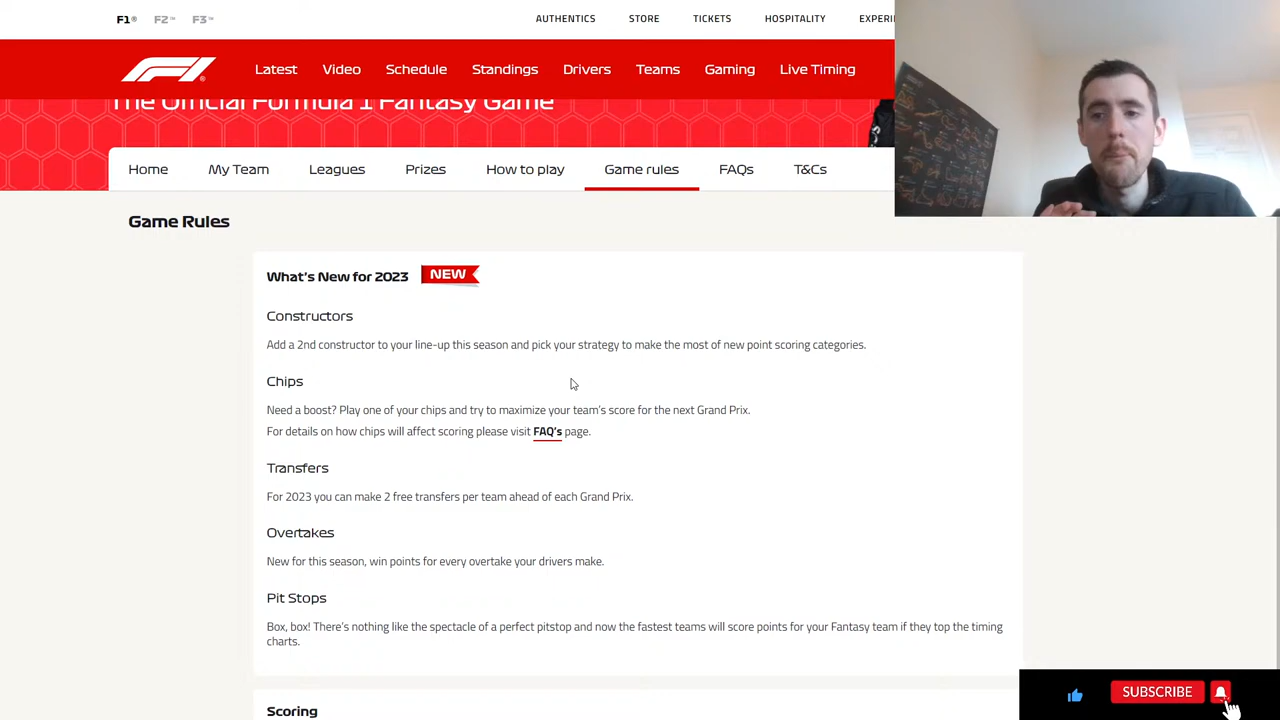 F1® F2™ F3™ AUTHENTICS STORE TICKETS HOSPITALITY
F1® Latest Video Schedule Standings Drivers Teams Gaming Live Timing
The Official Formula 1 Fantasy Game
Home My Team Leagues Prizes How to play Game rules FAQs T&Cs
Game Rules
What's New for 2023 NEW
Constructors
Add a 2nd constructor to your line-up this season and pick your strategy to make the most of new point scoring categories.
Chips
Need a boost? Play one of your chips and try to maximize your team's score for the next Grand Prix.
For details on how chips will affect scoring please visit FAQ's page.
Transfers
For 2023 you can make 2 free transfers per team ahead of each Grand Prix.
Overtakes
New for this season, win points for every overtake your drivers make.
Pit Stops
Box, box! There's nothing like the spectacle of a perfect pitstop and now the fastest teams will score points for your Fantasy team if they top the timing
charts.
SUBSCRIBE
Scoring